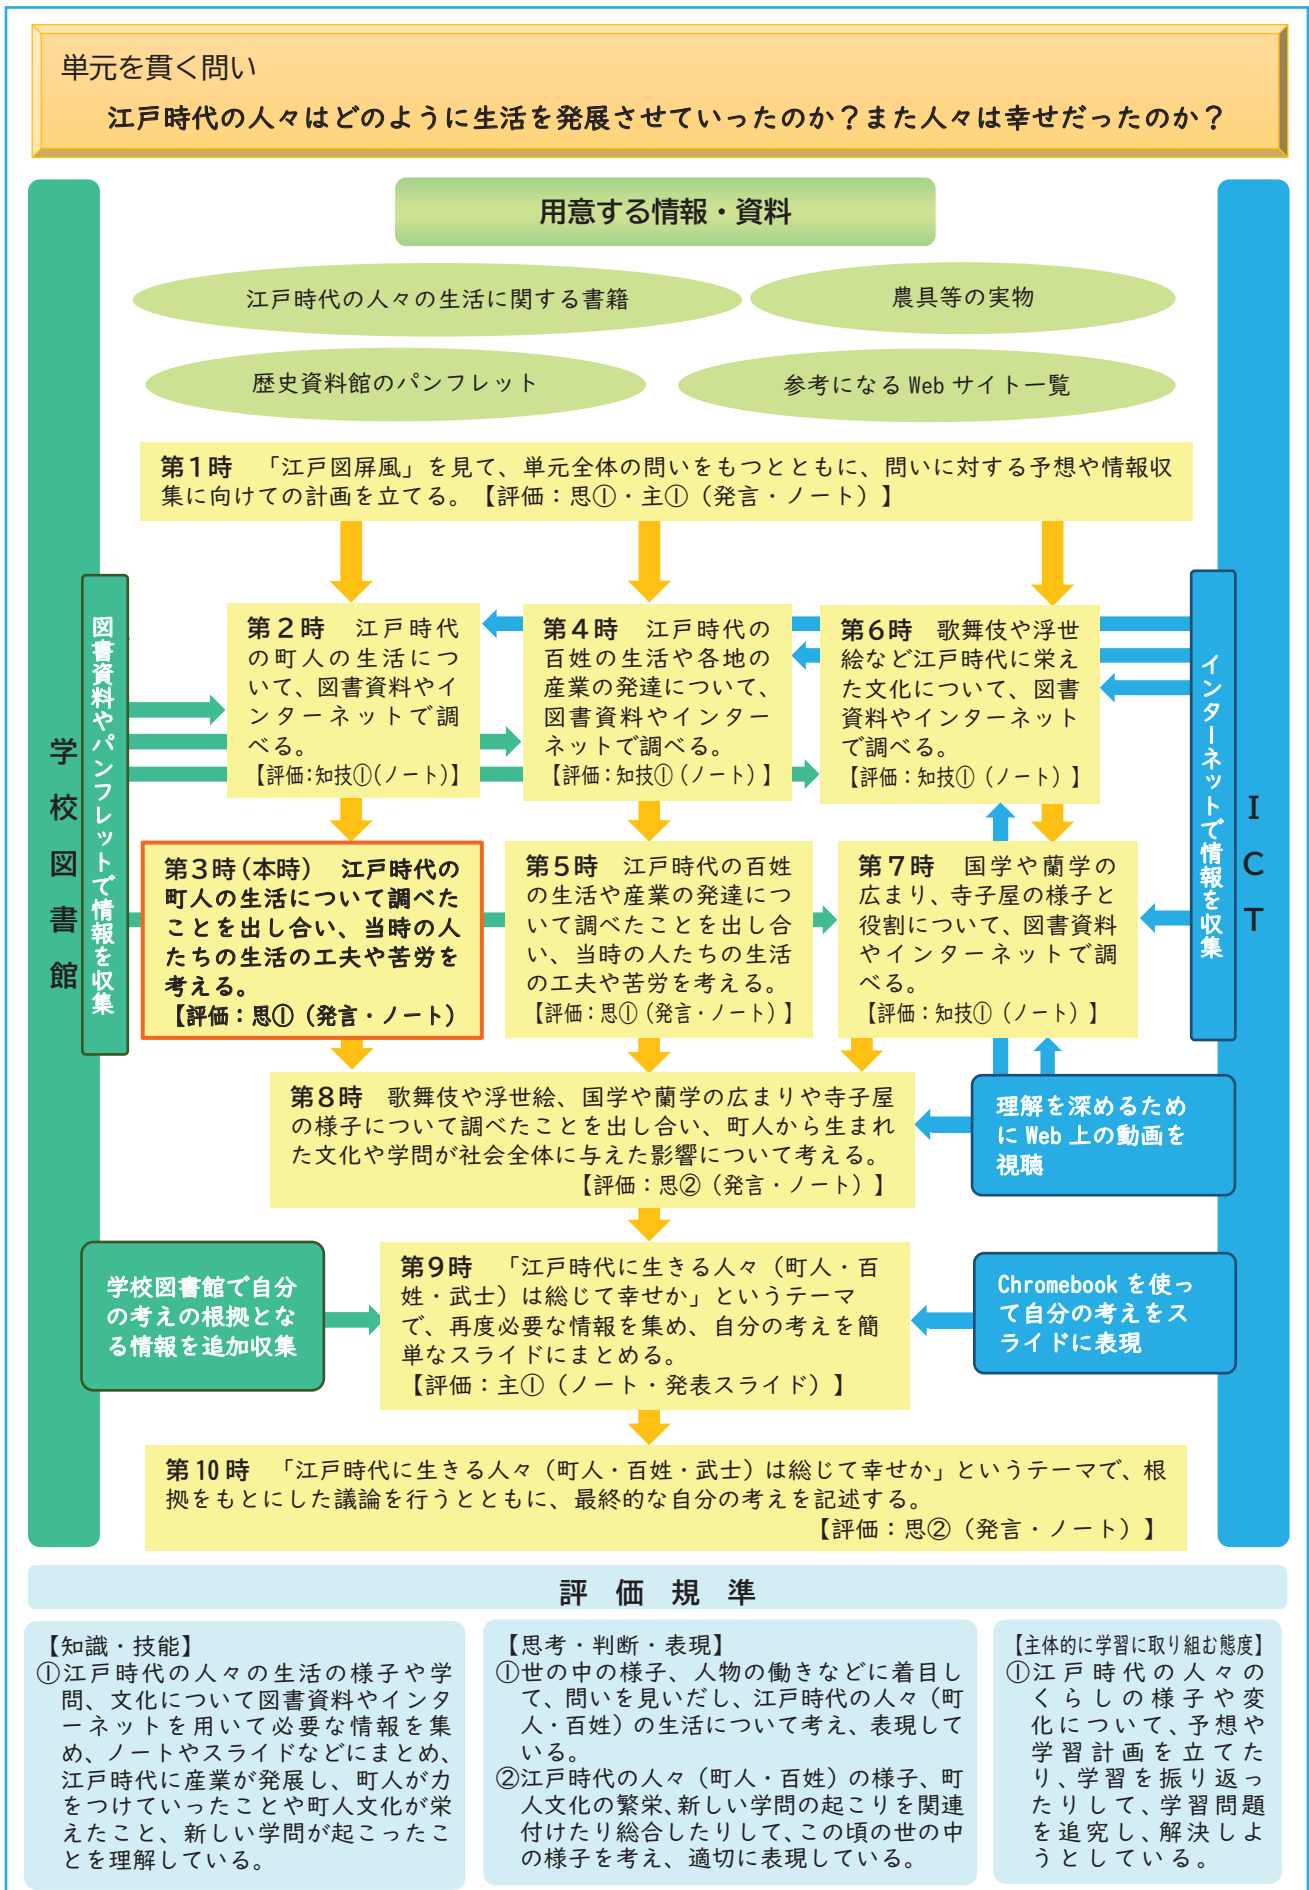 単元を貫く問い
江戸時代の人々はどのように生活を発展させていったのか？また人々は幸せだったのか？
用意する情報・資料
江戸時代の人々の生活に関する書籍
農具等の実物
歴史資料館のパンフレット
参考になる Web サイト一覧
学校図書館
図書資料やパンフレットで情報を収集
ICT
インターネットで情報を収集
第１時　「江戸図屏風」を見て、単元全体の問いをもつとともに、問いに対する予想や情報収
集に向けての計画を立てる。【評価：思①・主①（発言・ノート）】
第２時　江戸時代
の町人の生活につ
いて、図書資料やイ
ンターネットで調
べる。
【評価：知技①（ノート）】
第４時　江戸時代の
百姓の生活や各地の
産業の発達について、
図書資料やインター
ネットで調べる。
【評価：知技①（ノート）】
第６時　歌舞伎や浮世
絵など江戸時代に栄え
た文化について、図書
資料やインターネット
で調べる。
【評価：知技①（ノート）】
第３時（本時）　江戸時代の
町人の生活について調べた
ことを出し合い、当時の人
たちの生活の工夫や苦労を
考える。
【評価：思①（発言・ノート）
第５時　江戸時代の百姓
の生活や産業の発達につ
いて調べたことを出し合
い、当時の人たちの生活
の工夫や苦労を考える。
【評価：思①（発言・ノート）】
第７時　国学や蘭学の
広まり、寺子屋の様子と
役割について、図書資料
やインターネットで調
べる。
【評価：知技①（ノート）】
第８時　歌舞伎や浮世絵、国学や蘭学の広まりや寺子屋
の様子について調べたことを出し合い、町人から生まれ
た文化や学問が社会全体に与えた影響について考える。
【評価：思②（発言・ノート）】
理解を深めるため
に Web 上の動画を
視聴
学校図書館で自分
の考えの根拠とな
る情報を追加収集
第９時　「江戸時代に生きる人々（町人・百
姓・武士）は総じて幸せか」というテーマ
で、再度必要な情報を集め、自分の考えを簡
単なスライドにまとめる。
【評価：主①（ノート・発表スライド）】
Chromebook を使っ
て自分の考えをス
ライドに表現
第 10 時　「江戸時代に生きる人々（町人・百姓・武士）は総じて幸せか」というテーマで、根
拠をもとにした議論を行うとともに、最終的な自分の考えを記述する。
【評価：思②（発言・ノート）】
評　価　規　準
【知識・技能】
①江戸時代の人々の生活の様子や学
問、文化について図書資料やインタ
ーネットを用いて必要な情報を集
め、ノートやスライドなどにまとめ、
江戸時代に産業が発展し、町人が力
をつけていったことや町人文化が栄
えたこと、新しい学問が起こったこ
とを理解している。
【思考・判断・表現】
①世の中の様子、人物の働きなどに着目し
て、問いを見いだし、江戸時代の人々（町
人・百姓）の生活について考え、表現して
いる。
②江戸時代の人々（町人・百姓）の様子、町
人文化の繁栄、新しい学問の起こりを関連
付けたり総合したりして、この頃の世の中
の様子を考え、適切に表現している。
【主体的に学習に取り組む態度】
①江戸時代の人々の
くらしの様子や変
化について、予想や
学習計画を立てた
り、学習を振り返っ
たりして、学習問題
を追究し、解決しよ
うとしている。